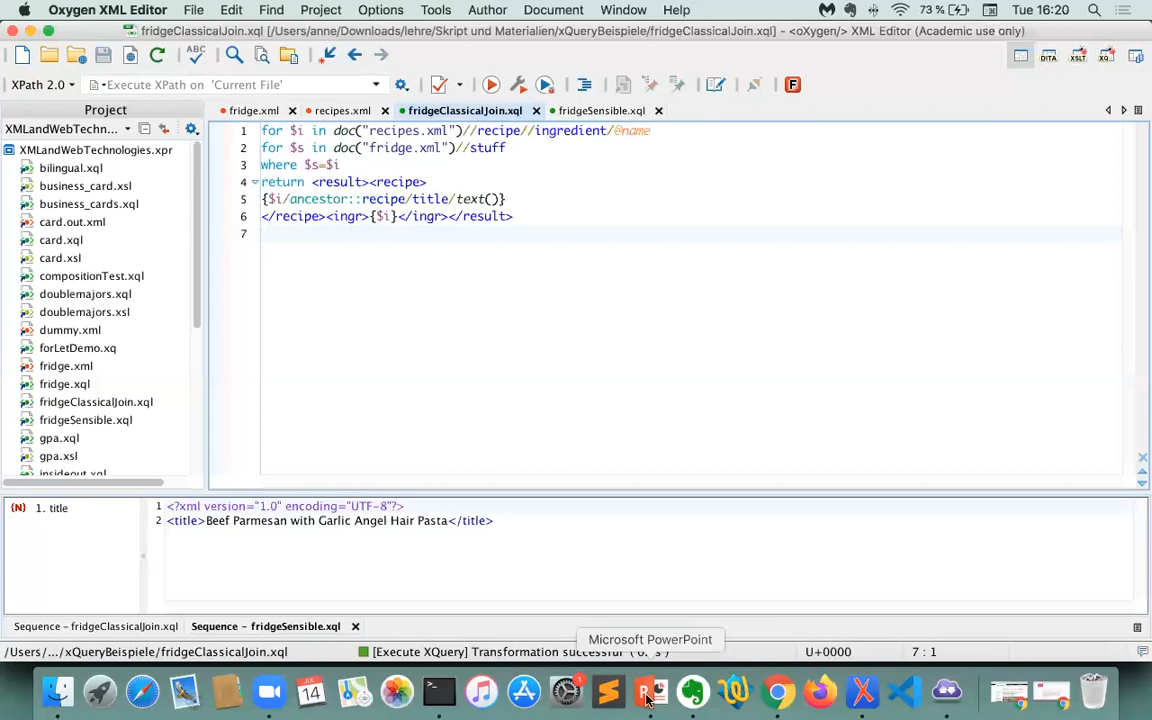 Oxygen XML Editor File Edit Find Project Options Tools Author Document Window Help 73 % Tue 16:20
fridgeClassicalJoin.xql [/Users/anne/Downloads/lehre/Skript und Materialien/xQueryBeispiele/fridgeClassicalJoin.xql] - <oXygen/> XML Editor (Academic use only)
XPath 2.0 Execute XPath on 'Current File'
Project
fridge.xml recipes.xml fridgeClassicalJoin.xql fridgeSensible.xql
XMLandWebTechn...
XMLandWebTechnologies.xpr
bilingual.xql
business_card.xsl
business_cards.xql
card.out.xml
card.xql
card.xsl
compositionTest.xql
doublemajors.xql
doublemajors.xsl
dummy.xml
forLetDemo.xq
fridge.xml
fridge.xql
fridgeClassicalJoin.xql
fridgeSensible.xql
gpa.xql
gpa.xsl
insideout.xql
1 for $i in doc("recipes.xml")//recipe//ingredient/@name
2 for $s in doc("fridge.xml")//stuff
3 where $s=$i
4 return <result><recipe>
5 {$i/ancestor::recipe/title/text()}
6 </recipe><ingr>{$i}</ingr></result>
7
1. title
1 <?xml version="1.0" encoding="UTF-8"?>
2 <title>Beef Parmesan with Garlic Angel Hair Pasta</title>
Sequence - fridgeClassicalJoin.xql Sequence - fridgeSensible.xql
Microsoft PowerPoint
/Users/.../xQueryBeispiele/fridgeClassicalJoin.xql [Execute XQuery] Transformation successful U+0000 7 : 1
JUL
14